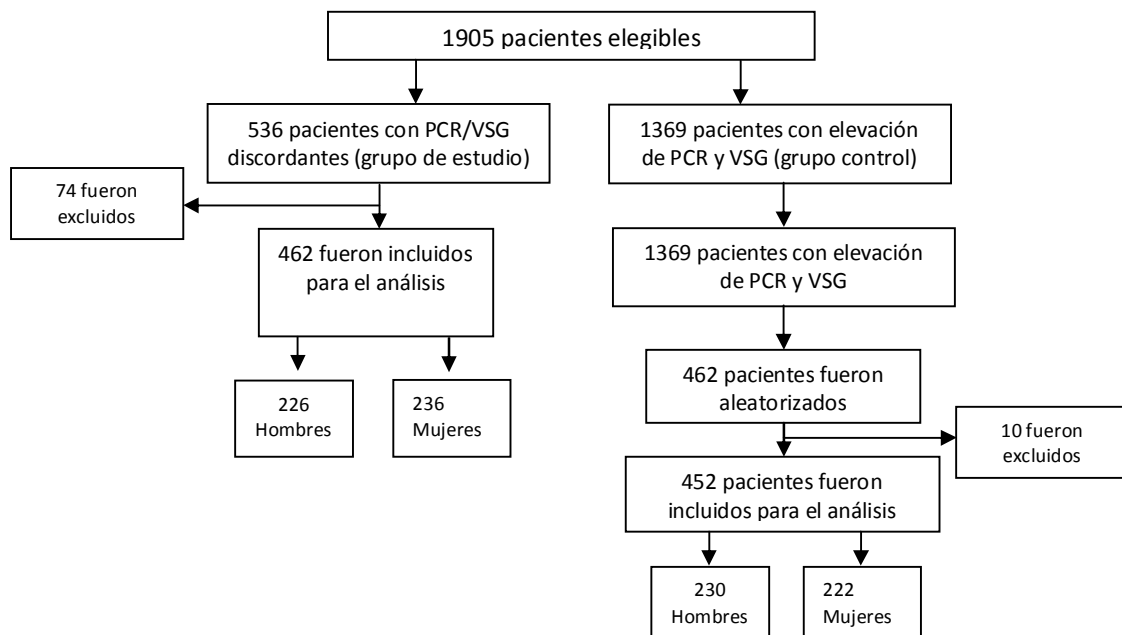 1905 pacientes elegibles
536 pacientes con PCR/VSG
discordantes (grupo de estudio)
1369 pacientes con elevación
de PCR y VSG (grupo control)
74 fueron
excluidos
462 fueron incluidos
para el análisis
1369 pacientes con elevación
de PCR y VSG
226
Hombres
236
Mujeres
462 pacientes fueron
aleatorizados
10 fueron
excluidos
452 pacientes fueron
incluidos para el análisis
230
Hombres
222
Mujeres